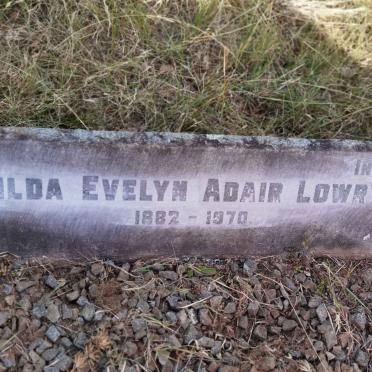 IN
ILDA EVELYN ADAIR LOWRY
1882 - 1970.